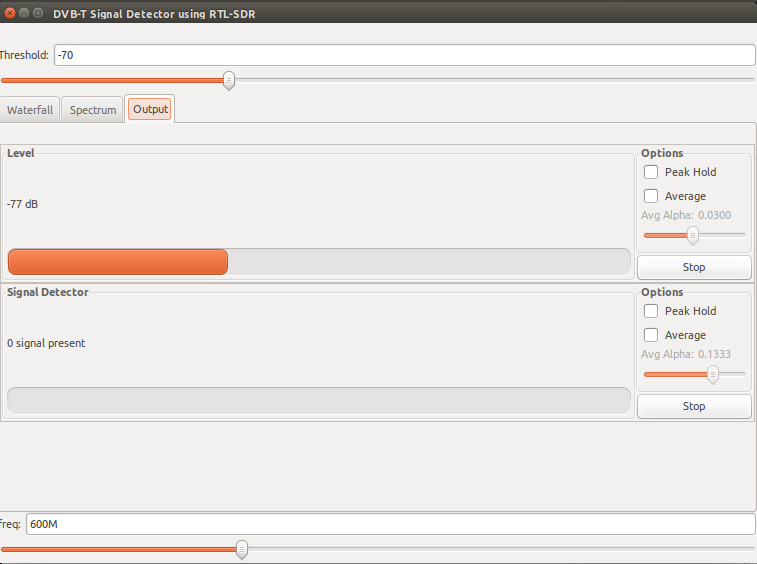 DVB-T Signal Detector using RTL-SDR
Threshold: -70
Waterfall Spectrum Output
Level
-77 dB
Options
Peak Hold
Average
Avg Alpha: 0.0300
Stop
Signal Detector
0 signal present
Options
Peak Hold
Average
Avg Alpha: 0.1333
Stop
freq: 600M